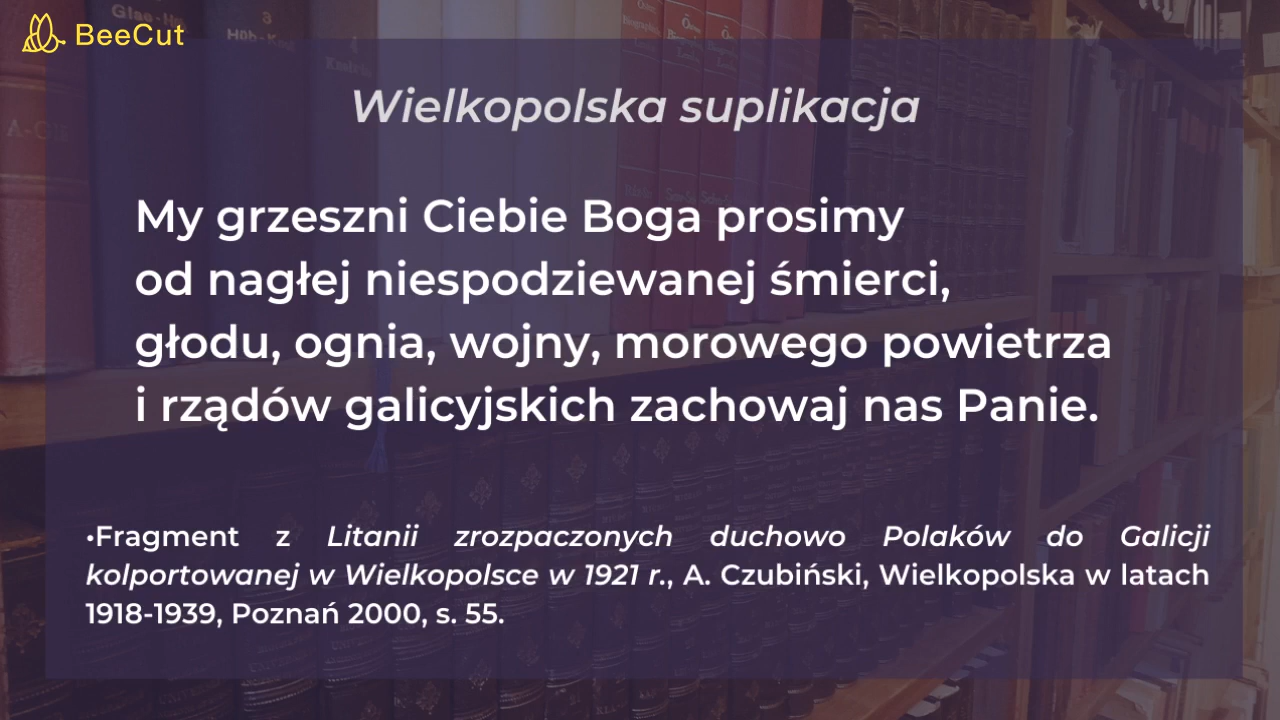 BeeCut
Wielkopolska suplikacja
My grzeszni Ciebie Boga prosimy
od nagłej niespodziewanej śmierci,
głodu, ognia, wojny, morowego powietrza
i rządów galicyjskich zachowaj nas Panie.
•Fragment z Litanii zrozpaczonych duchowo Polaków do Galicji
kolportowanej w Wielkopolsce w 1921 r., A. Czubiński, Wielkopolska w latach
1918-1939, Poznań 2000, s. 55.